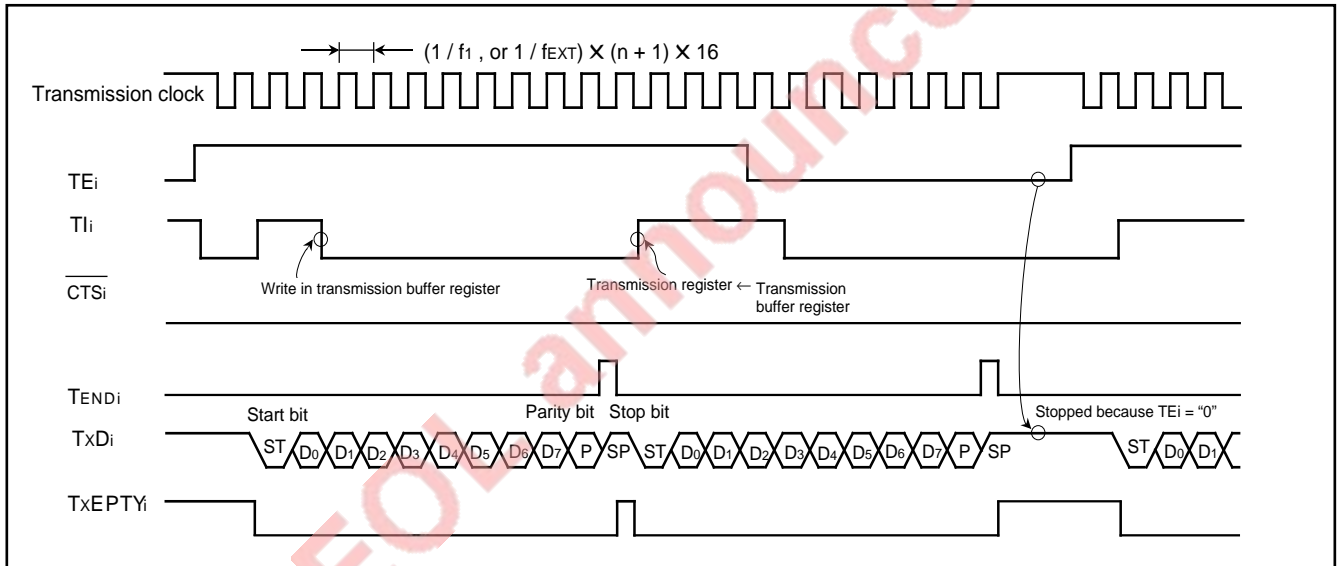 (1 / f1 , or 1 / fEXT) X (n + 1) X 16
Transmission clock
TEi
TIi
Write in transmission buffer register
Transmission register ← Transmission
buffer register
CTSi
TENDi
Start bit
Parity bit
Stop bit
Stopped because TEi = “0”
TxDi
ST D0 D1 D2 D3 D4 D5 D6 D7 P SP ST D0 D1 D2 D3 D4 D5 D6 D7 P SP ST D0 D1
TxEPTYi
EOL announc